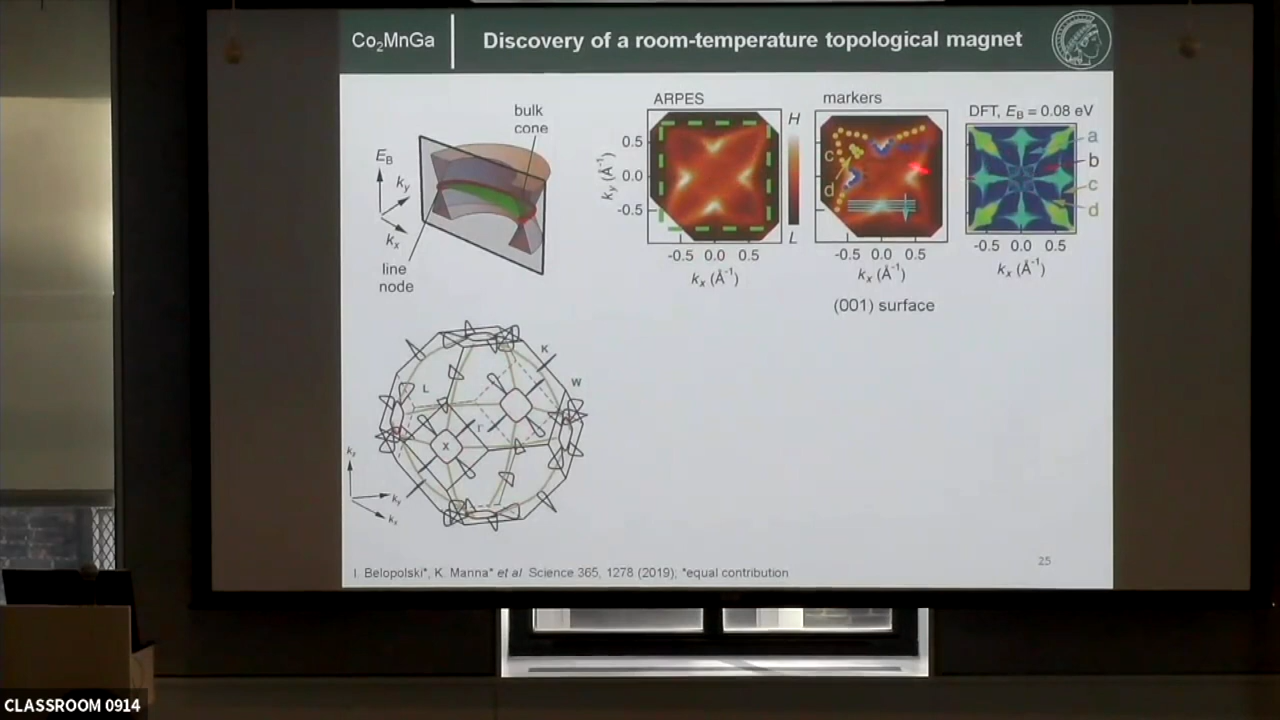 Co₂MnGa
Discovery of a room-temperature topological magnet
bulk
cone
E_B
k_y
k_x
line
node
ARPES
H
L
0.5
0.0
-0.5
k_y (Å⁻¹)
-0.5 0.0 0.5
k_x (Å⁻¹)
markers
c
d
-0.5 0.0 0.5
k_x (Å⁻¹)
(001) surface
DFT, E_B = 0.08 eV
a
b
c
d
-0.5 0.0 0.5
k_x (Å⁻¹)
K
W
L
Γ
X
k_z
k_y
k_x
I. Belopolski*, K. Manna* et al Science 365, 1278 (2019); *equal contribution
25
CLASSROOM 0914